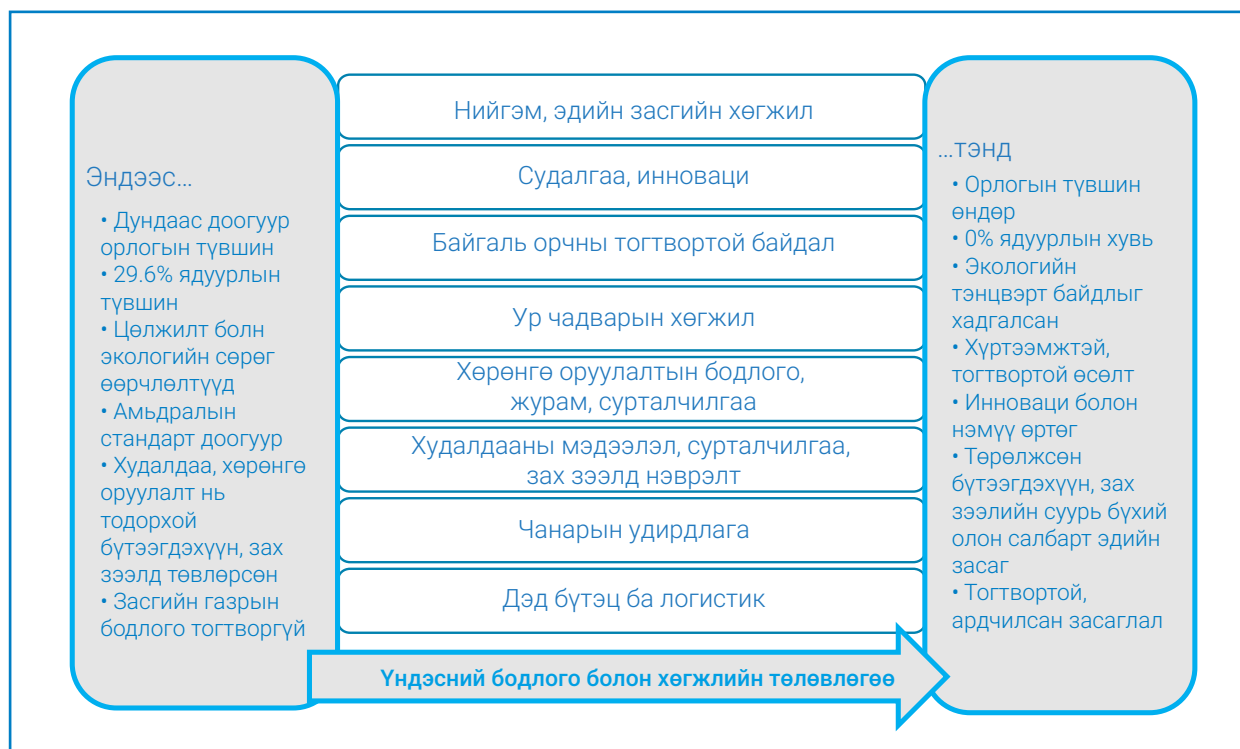 Эндээс...
• Дундаас доогуур
орлогын түвшин
• 29.6% ядуурлын
түвшин
• Цөлжилт болн
экологийн сөрөг
өөрчлөлтүүд
• Амьдралын
стандарт доогуур
• Худалдаа, хөрөнгө
оруулалт нь
тодорхой
бүтээгдэхүүн, зах
зээлд төвлөрсөн
• Засгийн газрын
бодлого тогтворгүй
Нийгэм, эдийн засгийн хөгжил
Судалгаа, инноваци
Байгаль орчны тогтвортой байдал
Ур чадварын хөгжил
Хөрөнгө оруулалтын бодлого,
журам, сурталчилгаа
Худалдааны мэдээлэл, сурталчилгаа,
зах зээлд нэврэлт
Чанарын удирдлага
Дэд бүтэц ба логистик
...тэнд
• Орлогын түвшин
өндөр
• 0% ядуурлын хувь
• Экологийн
тэнцвэрт байдлыг
хадгалсан
• Хүртээмжтэй,
тогтвортой өсөлт
• Инноваци болон
нэмүү өртөг
• Төрөлжсөн
бүтээгдэхүүн, зах
зээлийн суурь бүхий
олон салбарт эдийн
засаг
• Тогтвортой,
ардчилсан засаглал
Үндэсний бодлого болон хөгжлийн төлөвлөгөө